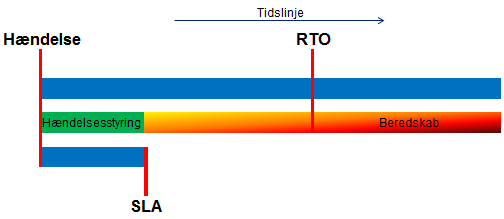 Tidslinje
Hændelse
RTO
Hændelsesstyring
Beredskab
SLA